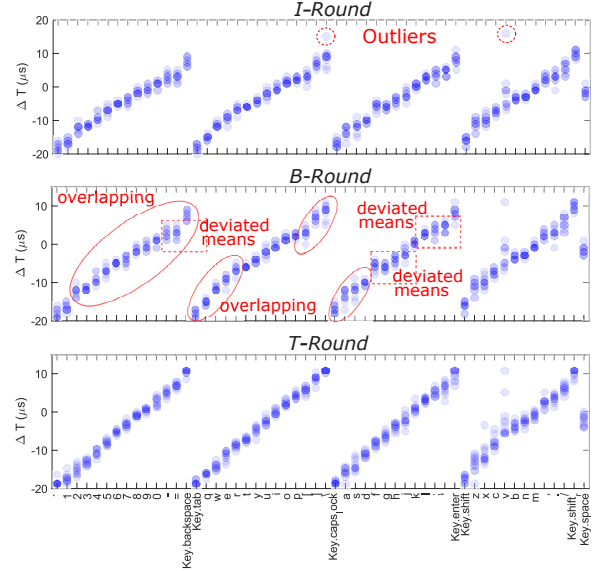 I-Round
20
10
0
-10
-20
Δ T (μs)
Outliers
B-Round
10
0
-10
-20
Δ T (μs)
overlapping
deviated
means
overlapping
deviated
means
deviated
means
T-Round
20
10
0
-10
-20
Δ T (μs)
` 1 2 3 4 5 6 7 8 9 0 - = Key.backspace
Key.tab q w e r t y u i o p [ ] \
Key.caps_lock a s d f g h j k l ; ' Key.enter
Key.shift z x c v b n m , . / Key.shift_r
Key.space